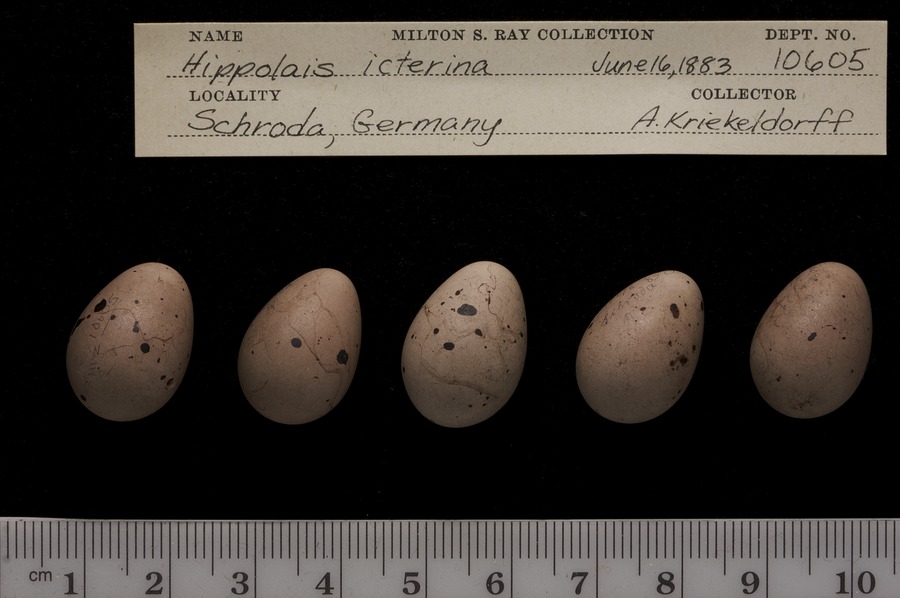 NAME MILTON S. RAY COLLECTION DEPT. NO.
Hippolais icterina June 16, 1883 10605
LOCALITY COLLECTOR
Schroda, Germany A. Kriekeldorff
cm 1 2 3 4 5 6 7 8 9 10